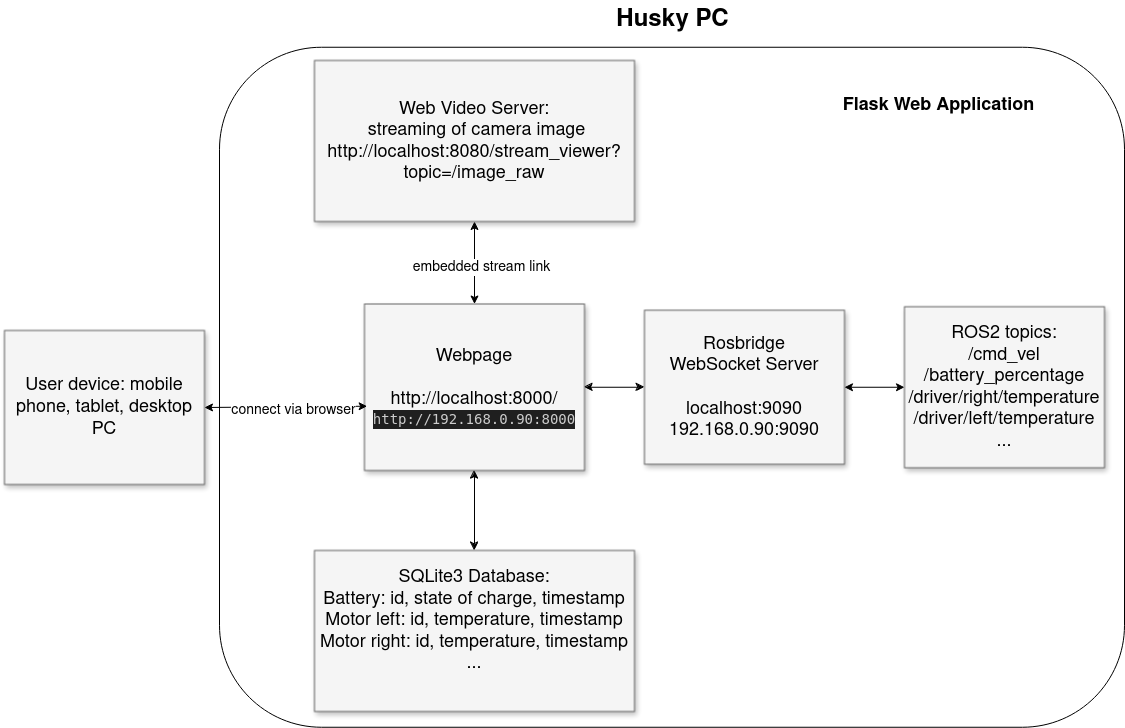 Husky PC
Flask Web Application
Web Video Server:
streaming of camera image
http://localhost:8080/stream_viewer?
topic=/image_raw
embedded stream link
User device: mobile
phone, tablet, desktop
PC
connect via browser
Webpage
http://localhost:8000/
http://192.168.0.90:8000
Rosbridge
WebSocket Server
localhost:9090
192.168.0.90:9090
ROS2 topics:
/cmd_vel
/battery_percentage
/driver/right/temperature
/driver/left/temperature
...
SQLite3 Database:
Battery: id, state of charge, timestamp
Motor left: id, temperature, timestamp
Motor right: id, temperature, timestamp
...